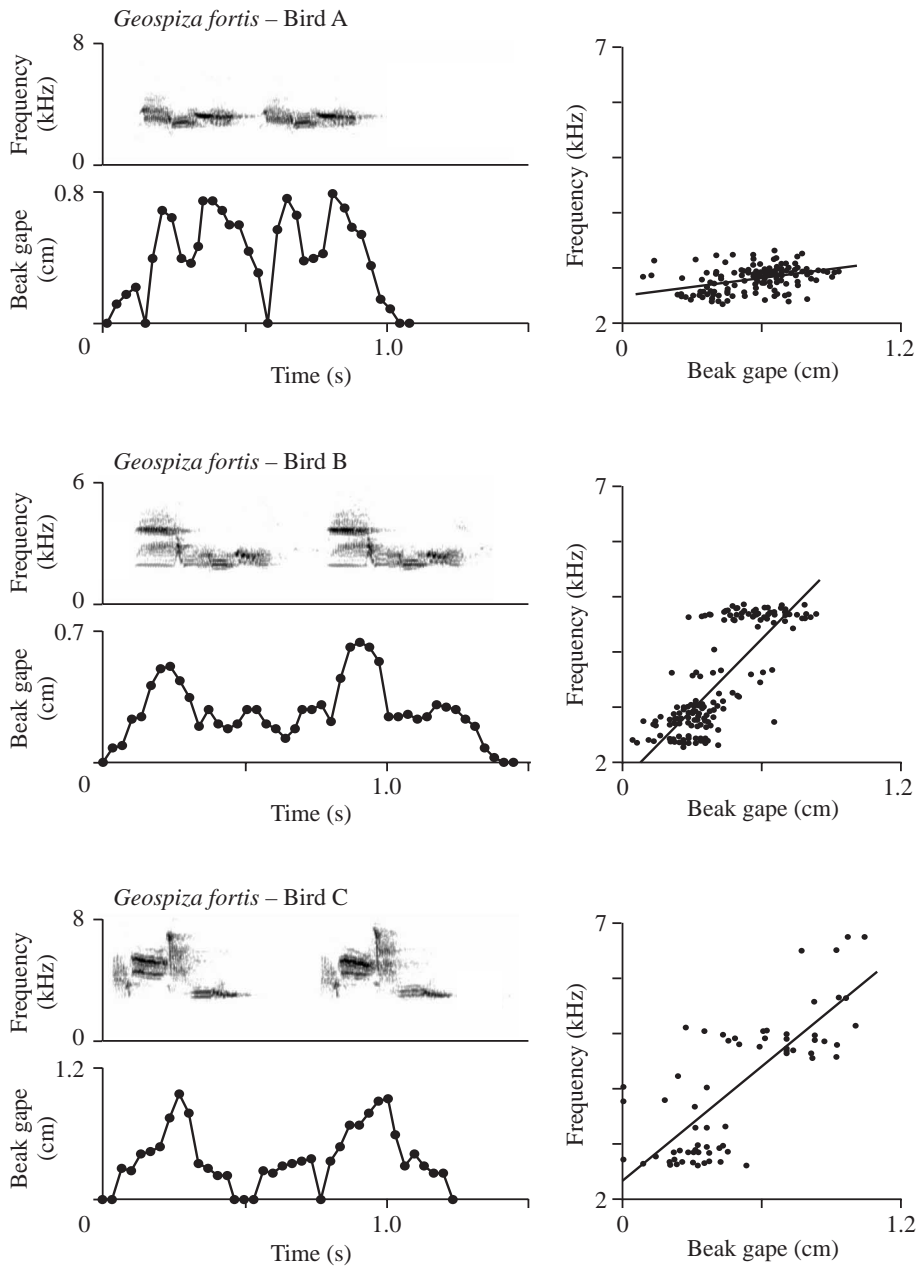 Geospiza fortis – Bird A
8
Frequency
(kHz)
0
0.8
Beak gape
(cm)
0
1.0
Time (s)
7
Frequency (kHz)
2
0
1.2
Beak gape (cm)
Geospiza fortis – Bird B
6
Frequency
(kHz)
0
0.7
Beak gape
(cm)
0
1.0
Time (s)
7
Frequency (kHz)
2
0
1.2
Beak gape (cm)
Geospiza fortis – Bird C
8
Frequency
(kHz)
0
1.2
Beak gape
(cm)
0
1.0
Time (s)
7
Frequency (kHz)
2
0
1.2
Beak gape (cm)